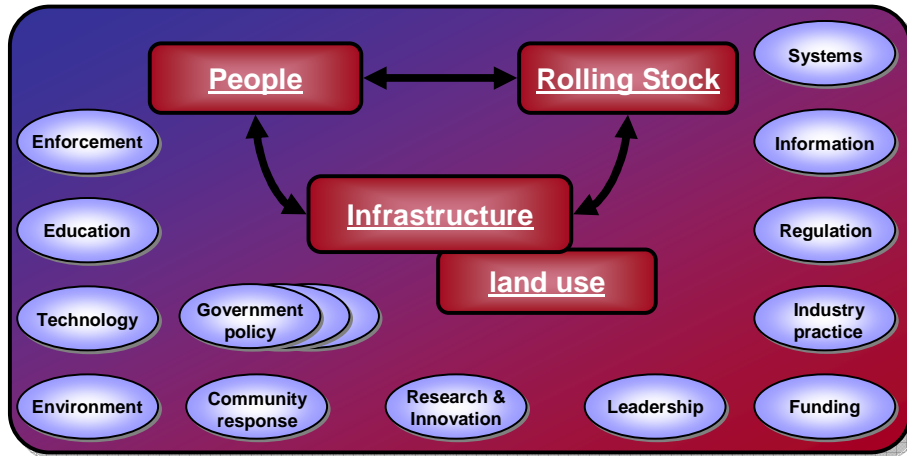 People
Rolling Stock
Systems
Enforcement
Information
Infrastructure
Education
Regulation
land use
Technology
Government
policy
Industry
practice
Environment
Community
response
Research &
Innovation
Leadership
Funding